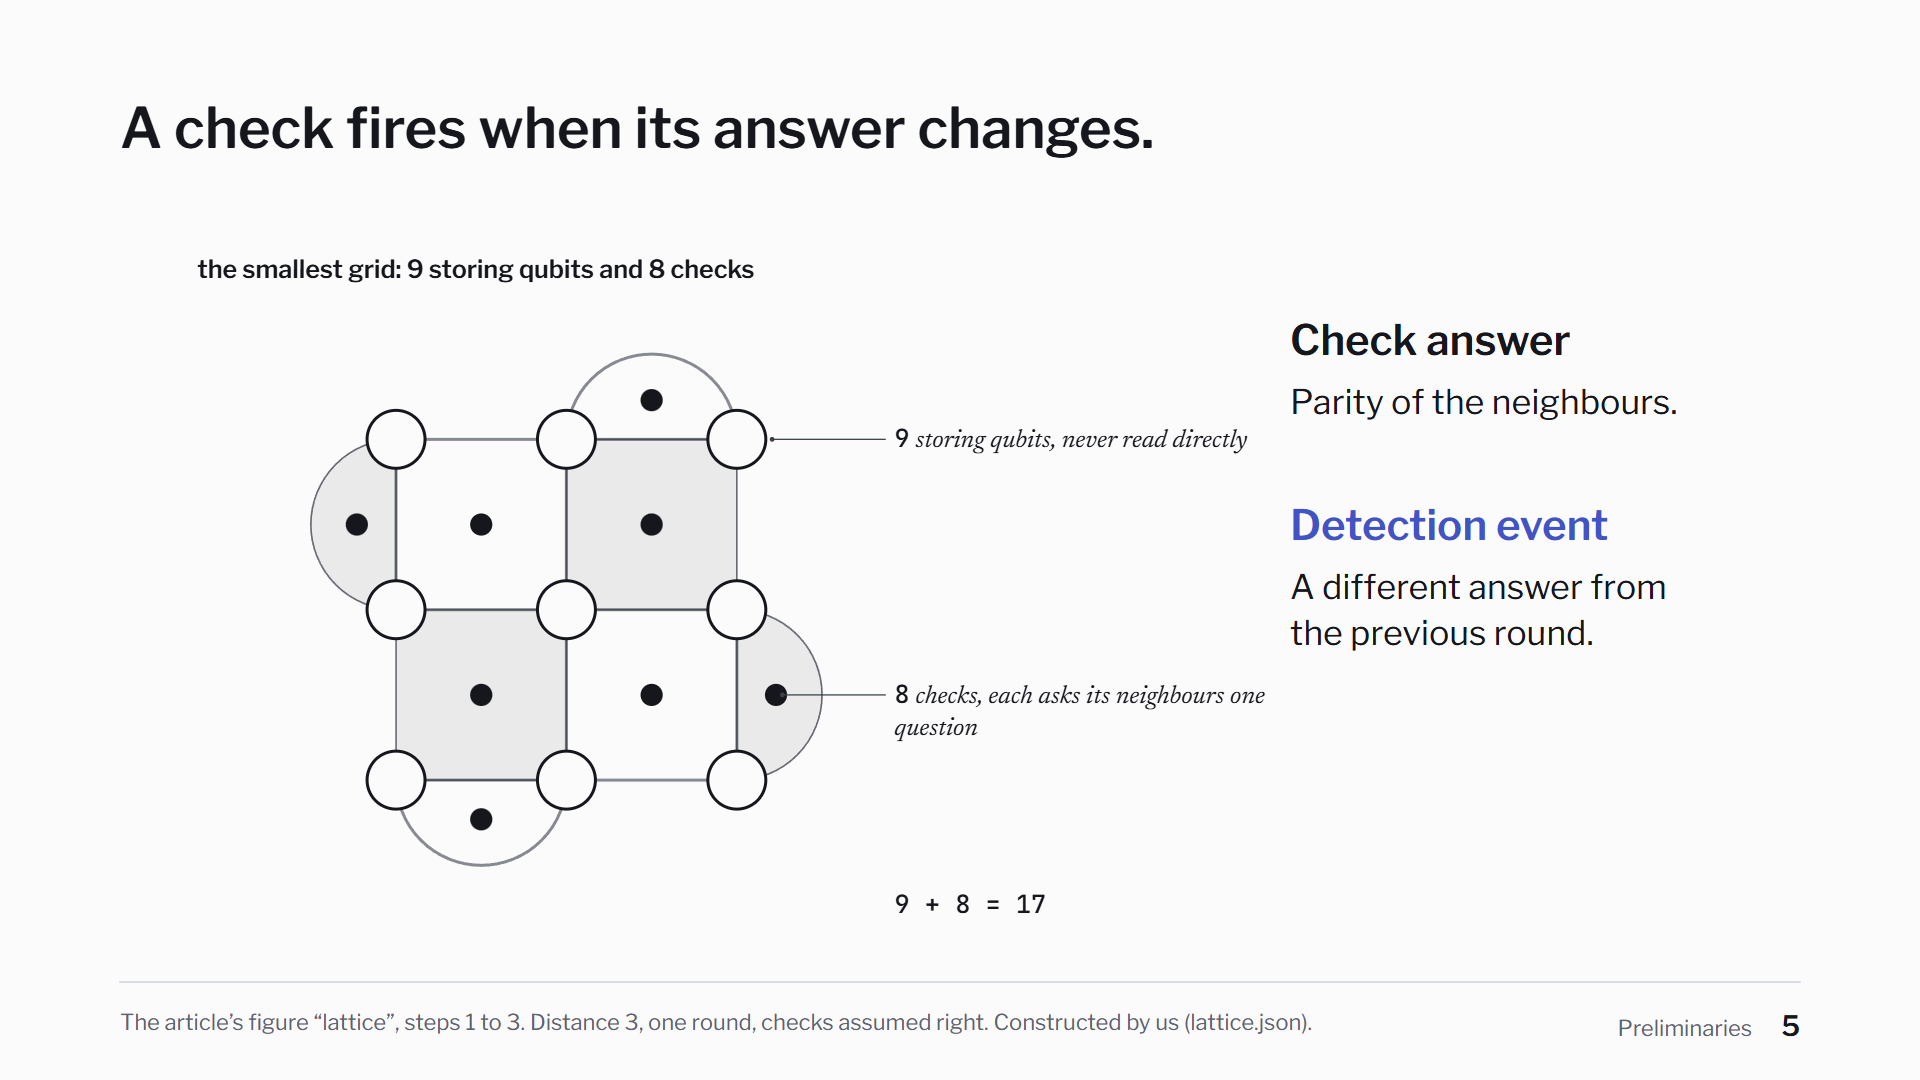 A check fires when its answer changes.
the smallest grid: 9 storing qubits and 8 checks
9 storing qubits, never read directly
8 checks, each asks its neighbours one
question
9 + 8 = 17
Check answer
Parity of the neighbours.
Detection event
A different answer from
the previous round.
The article’s figure “lattice”, steps 1 to 3. Distance 3, one round, checks assumed right. Constructed by us (lattice.json).
Preliminaries 5